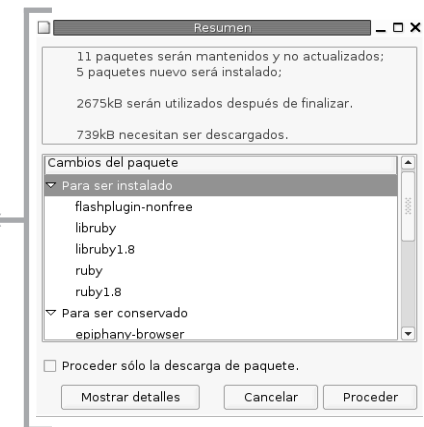 Resumen
11 paquetes serán mantenidos y no actualizados;
5 paquetes nuevo será instalado;
2675kB serán utilizados después de finalizar.
739kB necesitan ser descargados.
Cambios del paquete
Para ser instalado
flashplugin-nonfree
libruby
libruby1.8
ruby
ruby1.8
Para ser conservado
epiphany-browser
Proceder sólo la descarga de paquete.
Mostrar detalles Cancelar Proceder